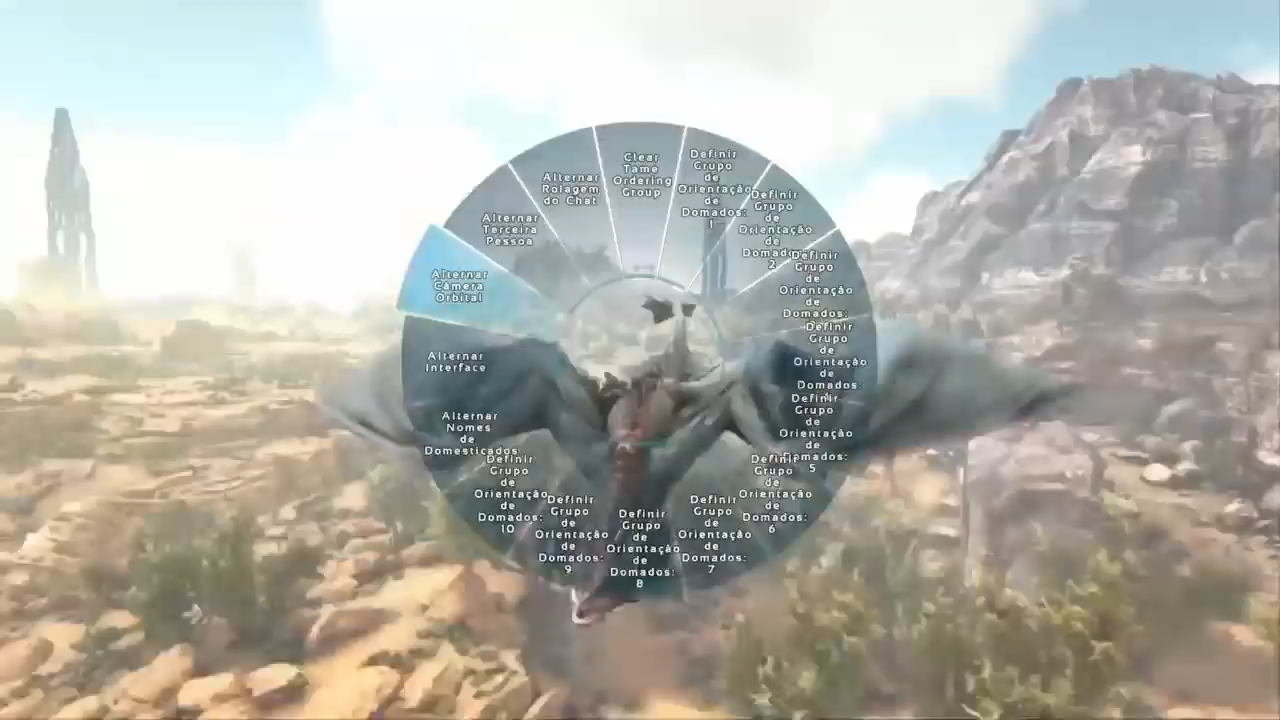 Clear
Tame
Ordering
Group
Definir
Grupo
de
Orientação
de
Domados:
1
Definir
Grupo
de
Orientação
de
2
Definir
Grupo
de
Orientação
de
Domados:
Definir
Grupo
de
Orientação
de
Domados:
Definir
Grupo
de
Orientação
de
Domados:
5
Definir
Grupo
de
Orientação
de
Domados:
6
Definir
Grupo
de
Orientação
de
Domados:
7
Definir
Grupo
de
Orientação
de
Domados:
8
Definir
Grupo
de
Orientação
de
Domados:
9
Definir
Grupo
de
Orientação
de
Domados:
10
Alternar
Nomes
de
Domesticados
Alternar
Interface
Alternar
Câmera
Orbital
Alternar
Terceira
Pessoa
Alternar
Rolagem
do Chat